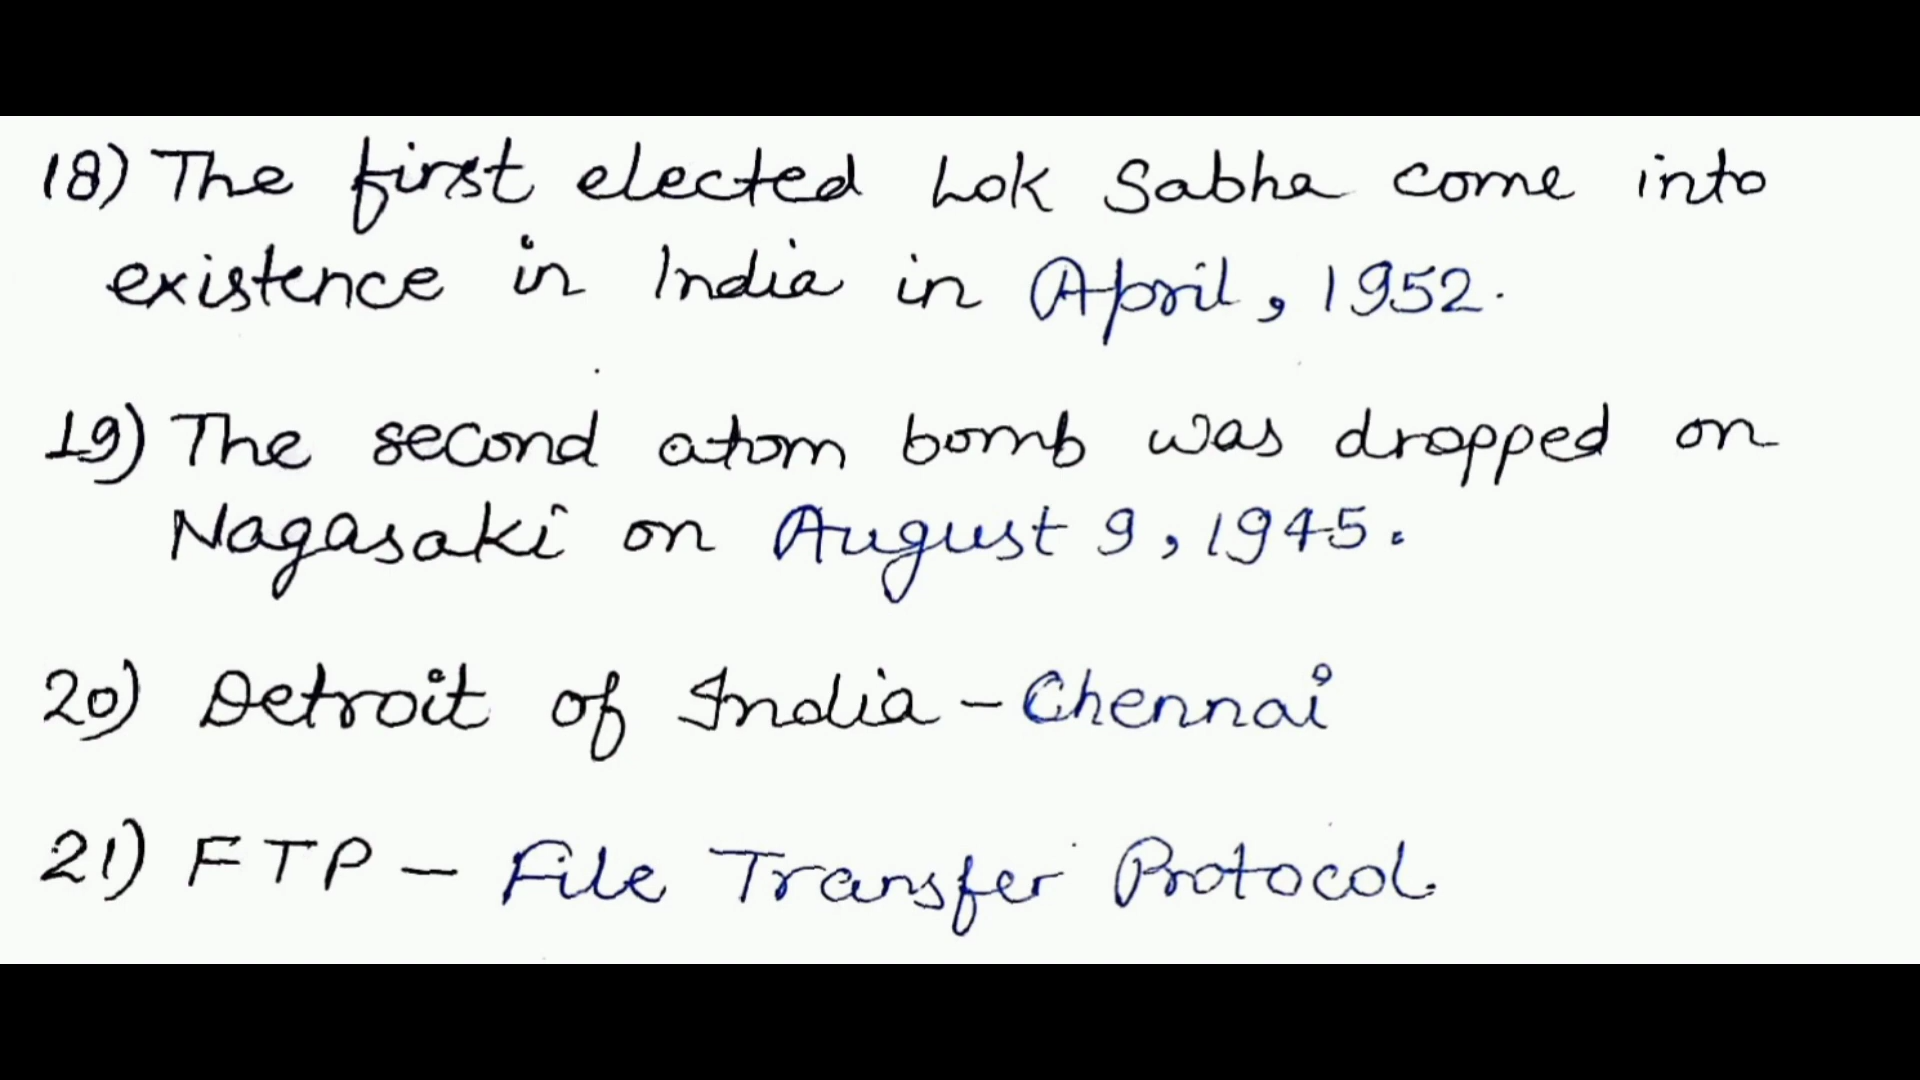 18) The first elected Lok Sabha come into
existence in India in April, 1952.
19) The second atom bomb was dropped on
Nagasaki on August 9, 1945.
20) Detroit of India - Chennai
21) FTP - File Transfer Protocol.